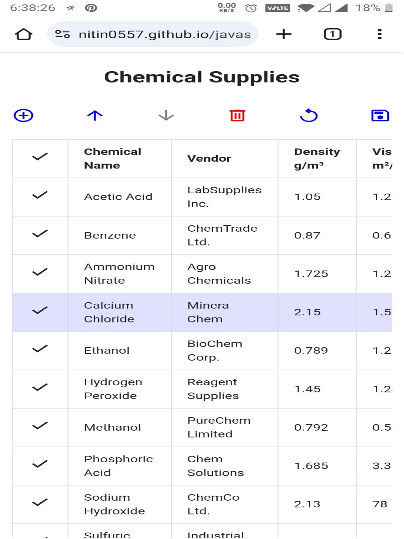 6:38:26 0.00 KB/S VoLTE 18%
nitin0557.github.io/javas 1
Chemical Supplies
Chemical Name Vendor Density g/m³ Vis m²/
Acetic Acid LabSupplies Inc. 1.05 1.2
Benzene ChemTrade Ltd. 0.87 0.6
Ammonium Nitrate Agro Chemicals 1.725 1.2
Calcium Chloride Minera Chem 2.15 1.5
Ethanol BioChem Corp. 0.789 1.2
Hydrogen Peroxide Reagent Supplies 1.45 1.2
Methanol PureChem Limited 0.792 0.5
Phosphoric Acid Chem Solutions 1.685 3.3
Sodium Hydroxide ChemCo Ltd. 2.13 78
Sulfuric Industrial